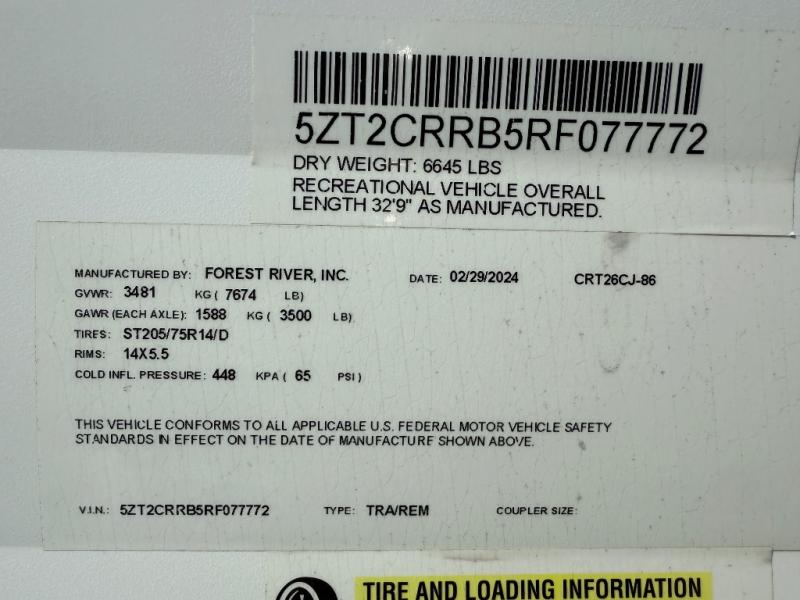 5ZT2CRRB5RF077772
DRY WEIGHT: 6645 LBS
RECREATIONAL VEHICLE OVERALL
LENGTH 32'9" AS MANUFACTURED.
MANUFACTURED BY: FOREST RIVER, INC. DATE: 02/29/2024 CRT26CJ-86
GVWR: 3481 KG ( 7674 LB)
GAWR (EACH AXLE): 1588 KG ( 3500 LB)
TIRES: ST205/75R14/D
RIMS: 14X5.5
COLD INFL. PRESSURE: 448 KPA ( 65 PSI )
THIS VEHICLE CONFORMS TO ALL APPLICABLE U.S. FEDERAL MOTOR VEHICLE SAFETY
STANDARDS IN EFFECT ON THE DATE OF MANUFACTURE SHOWN ABOVE.
V.I.N.: 5ZT2CRRB5RF077772 TYPE: TRA/REM COUPLER SIZE:
TIRE AND LOADING INFORMATION